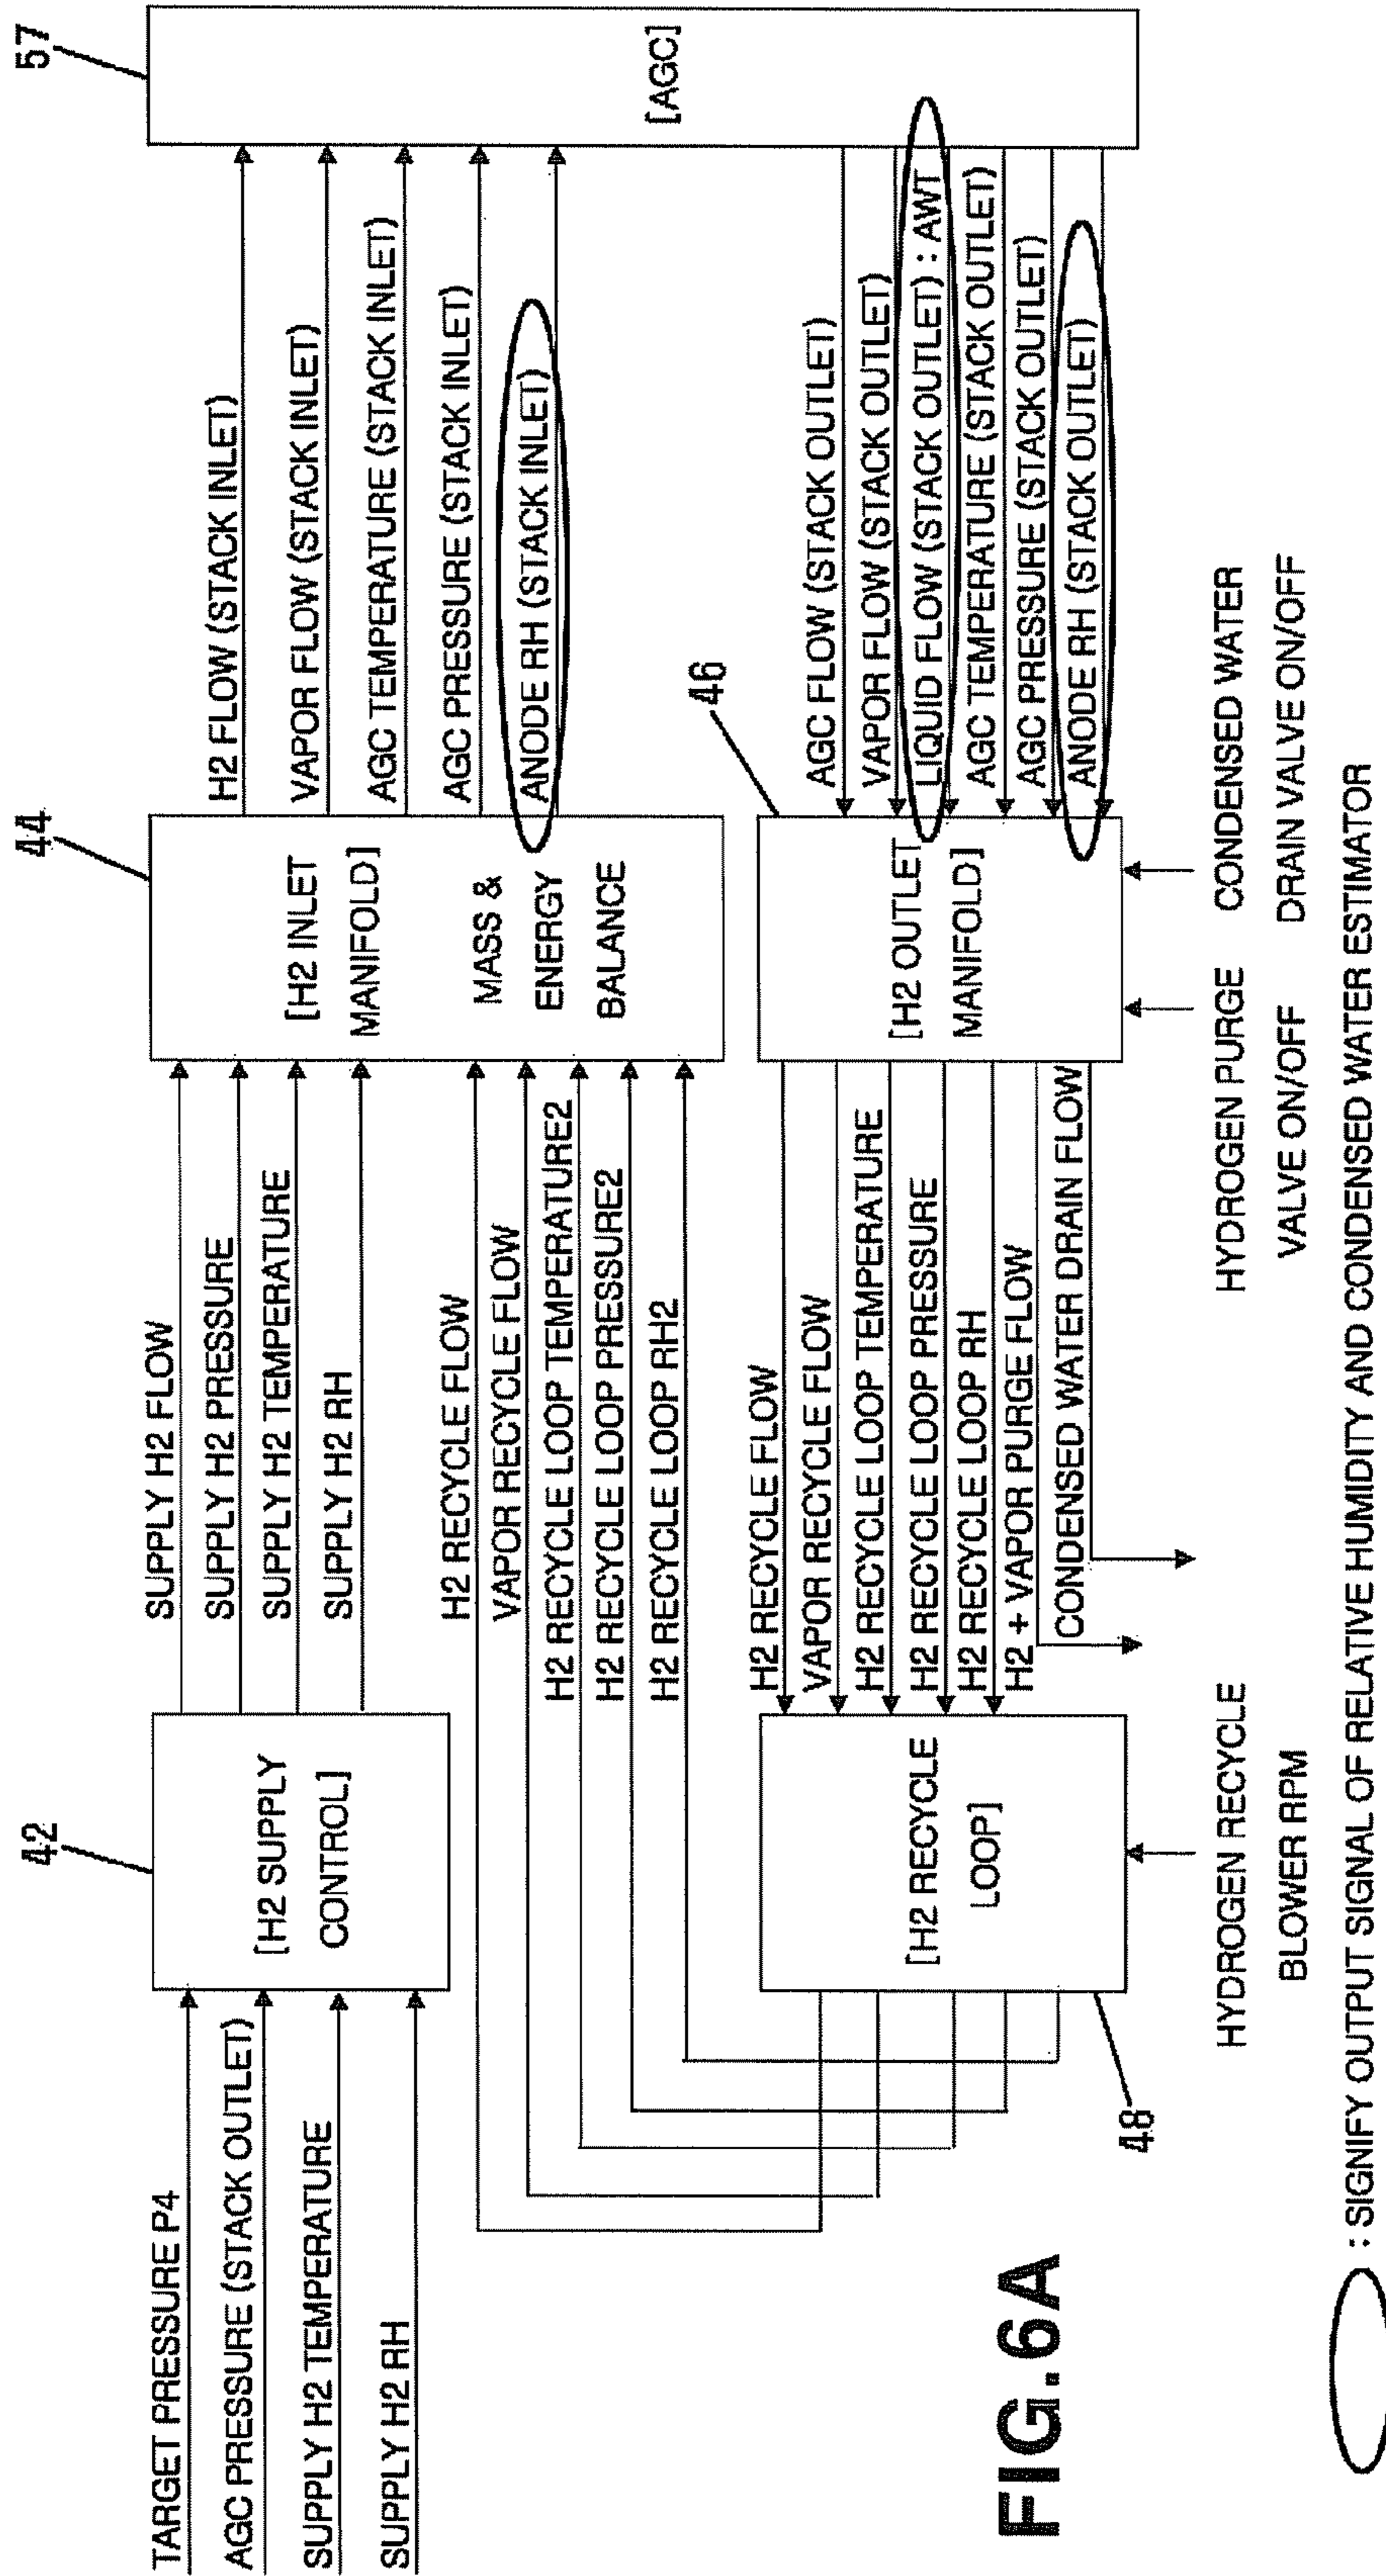 TARGET PRESSURE P4
AGC PRESSURE (STACK OUTLET)
SUPPLY H2 TEMPERATURE
SUPPLY H2 RH
42
[H2 SUPPLY
CONTROL]
SUPPLY H2 FLOW
SUPPLY H2 PRESSURE
SUPPLY H2 TEMPERATURE
SUPPLY H2 RH
H2 RECYCLE FLOW
VAPOR RECYCLE FLOW
H2 RECYCLE LOOP TEMPERATURE2
H2 RECYCLE LOOP PRESSURE2
H2 RECYCLE LOOP RH2
44
[H2 INLET
MANIFOLD]
MASS &
ENERGY
BALANCE
H2 FLOW (STACK INLET)
VAPOR FLOW (STACK INLET)
AGC TEMPERATURE (STACK INLET)
AGC PRESSURE (STACK INLET)
ANODE RH (STACK INLET)
57
[AGC]
AGC FLOW (STACK OUTLET)
VAPOR FLOW (STACK OUTLET)
LIQUID FLOW (STACK OUTLET) : AWT
AGC TEMPERATURE (STACK OUTLET)
AGC PRESSURE (STACK OUTLET)
ANODE RH (STACK OUTLET)
46
[H2 OUTLET
MANIFOLD]
H2 RECYCLE FLOW
VAPOR RECYCLE FLOW
H2 RECYCLE LOOP TEMPERATURE
H2 RECYCLE LOOP PRESSURE
H2 RECYCLE LOOP RH
H2 + VAPOR PURGE FLOW
CONDENSED WATER DRAIN FLOW
[H2 RECYCLE
LOOP]
48
HYDROGEN RECYCLE
BLOWER RPM
HYDROGEN PURGE
VALVE ON/OFF
CONDENSED WATER
DRAIN VALVE ON/OFF
FIG.6A
: SIGNIFY OUTPUT SIGNAL OF RELATIVE HUMIDITY AND CONDENSED WATER ESTIMATOR